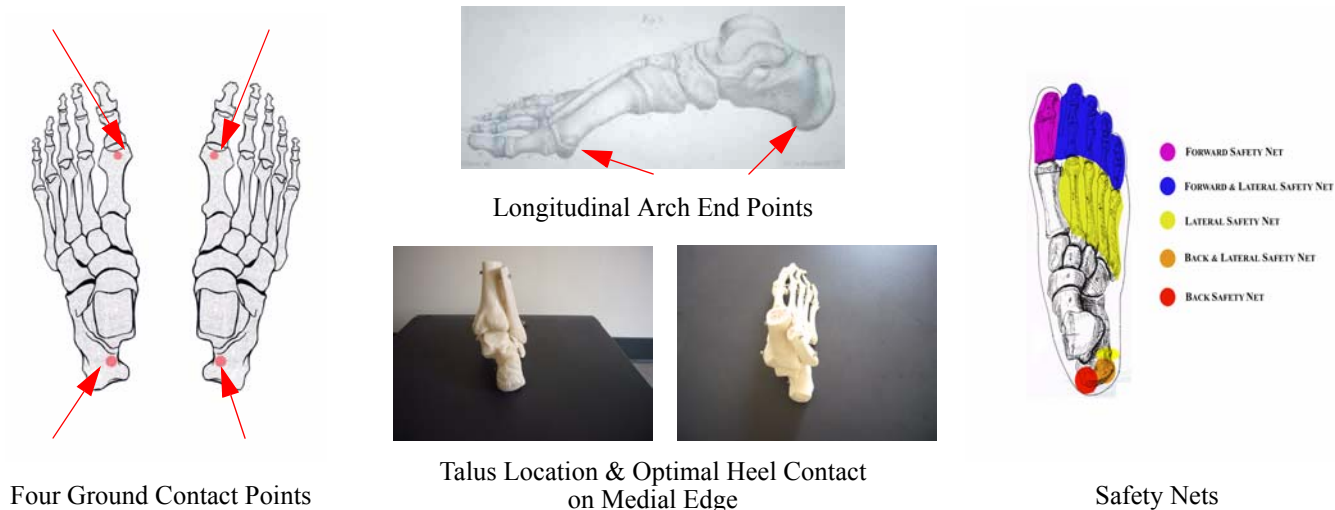 Longitudinal Arch End Points
FORWARD SAFETY NET
FORWARD & LATERAL SAFETY NET
LATERAL SAFETY NET
BACK & LATERAL SAFETY NET
BACK SAFETY NET
Four Ground Contact Points
Talus Location & Optimal Heel Contact
on Medial Edge
Safety Nets